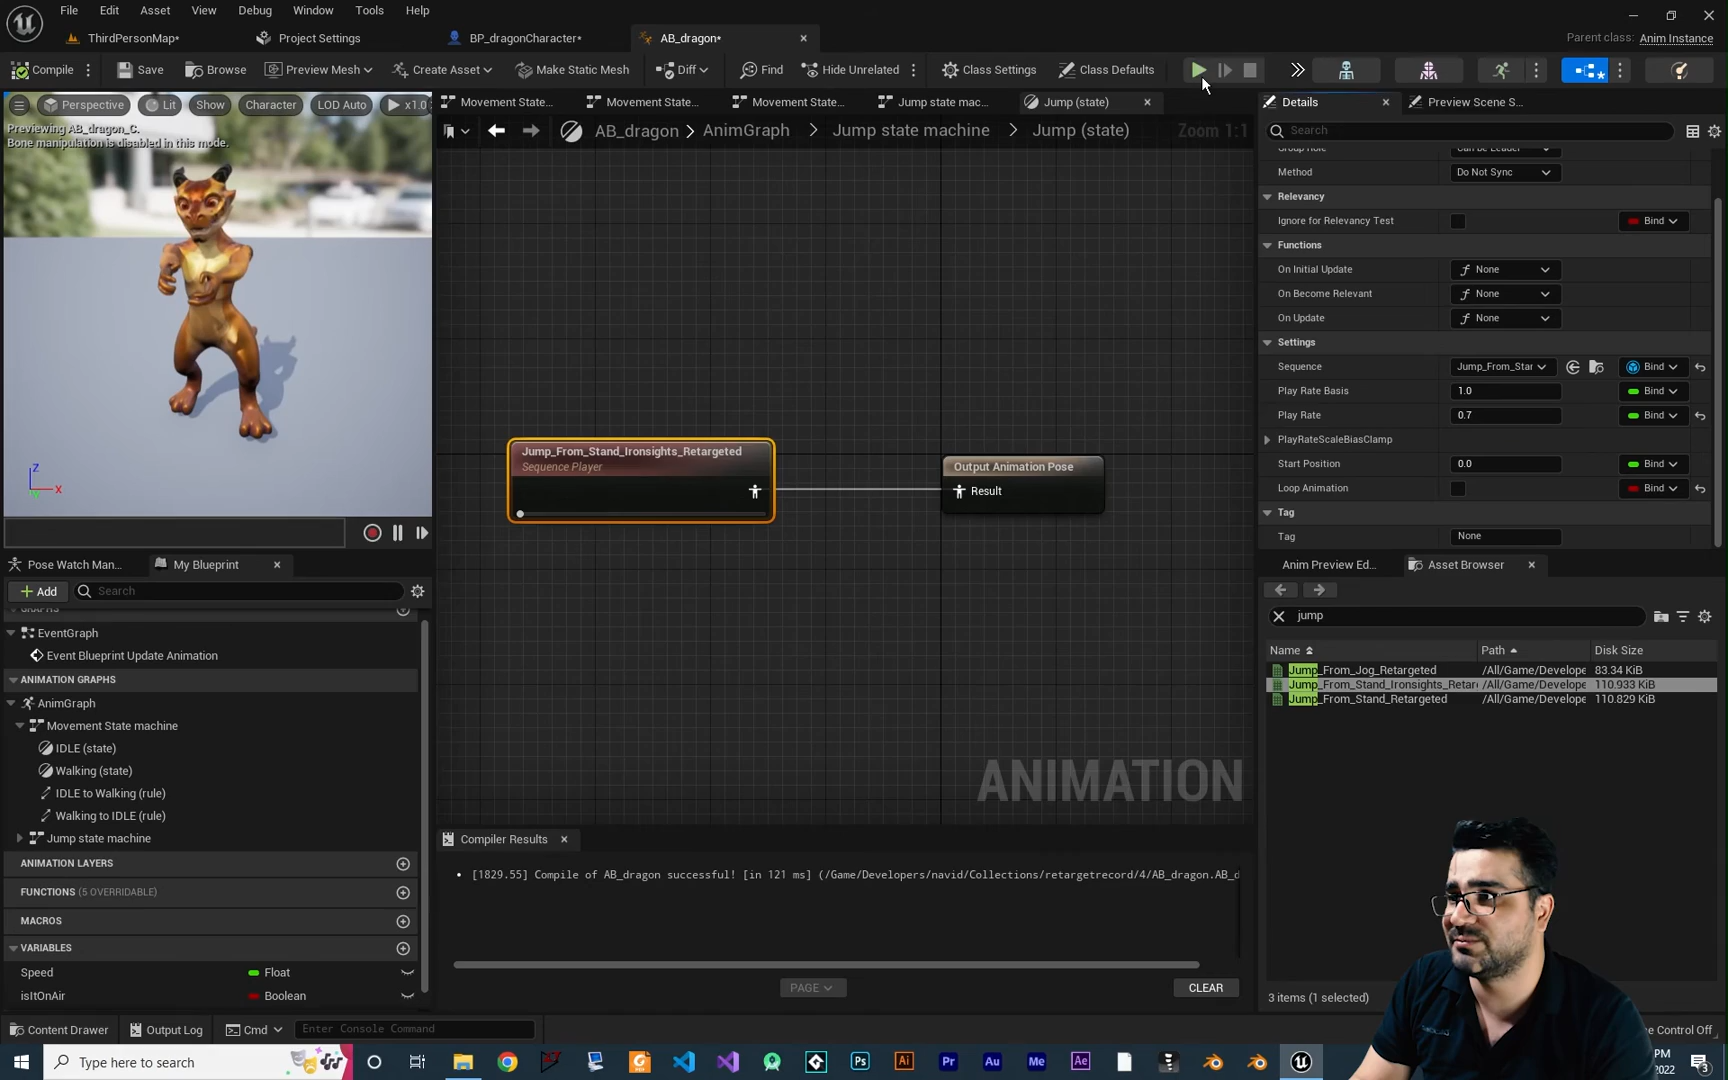 File Edit Asset View Debug Window Tools Help
ThirdPersonMap* Project Settings BP_dragonCharacter* AB_dragon*
Parent class: Anim Instance
Compile Save Browse Preview Mesh Create Asset Make Static Mesh Diff Find Hide Unrelated Class Settings Class Defaults
Perspective Lit Show Character LOD Auto x1.0
Previewing AB_dragon_C.
Bone manipulation is disabled in this mode.
Z
X
Movement State... Movement State... Movement State... Jump state mac... Jump (state)
AB_dragon AnimGraph Jump state machine Jump (state) Zoom 1:1
Jump_From_Stand_Ironsights_Retargeted
Sequence Player
Output Animation Pose
Result
ANIMATION
Details Preview Scene S...
Search
Method Do Not Sync
Relevancy
Ignore for Relevancy Test Bind
Functions
On Initial Update None
On Become Relevant None
On Update None
Settings
Sequence Jump_From_Star Bind
Play Rate Basis 1.0 Bind
Play Rate 0.7 Bind
PlayRateScaleBiasClamp
Start Position 0.0 Bind
Loop Animation Bind
Tag
Tag None
Anim Preview Ed... Asset Browser
jump
Name Path Disk Size
Jump_From_Jog_Retargeted /All/Game/Develope 83.34 KiB
Jump_From_Stand_Ironsights_Retar /All/Game/Develope 110.933 KiB
Jump_From_Stand_Retargeted /All/Game/Develope 110.829 KiB
3 items (1 selected)
Pose Watch Man... My Blueprint
Add Search
GRAPHS
EventGraph
Event Blueprint Update Animation
ANIMATION GRAPHS
AnimGraph
Movement State machine
IDLE (state)
Walking (state)
IDLE to Walking (rule)
Walking to IDLE (rule)
Jump state machine
ANIMATION LAYERS
FUNCTIONS (5 OVERRIDABLE)
MACROS
VARIABLES
Speed Float
isItOnAir Boolean
Compiler Results
[1829.55] Compile of AB_dragon successful! [in 121 ms] (/Game/Developers/navid/Collections/retargetrecord/4/AB_dragon.AB_d
PAGE CLEAR
Content Drawer Output Log Cmd Enter Console Command
Control Off
Type here to search
Ps Ai Pr Au Me Ae
PM
2022
3